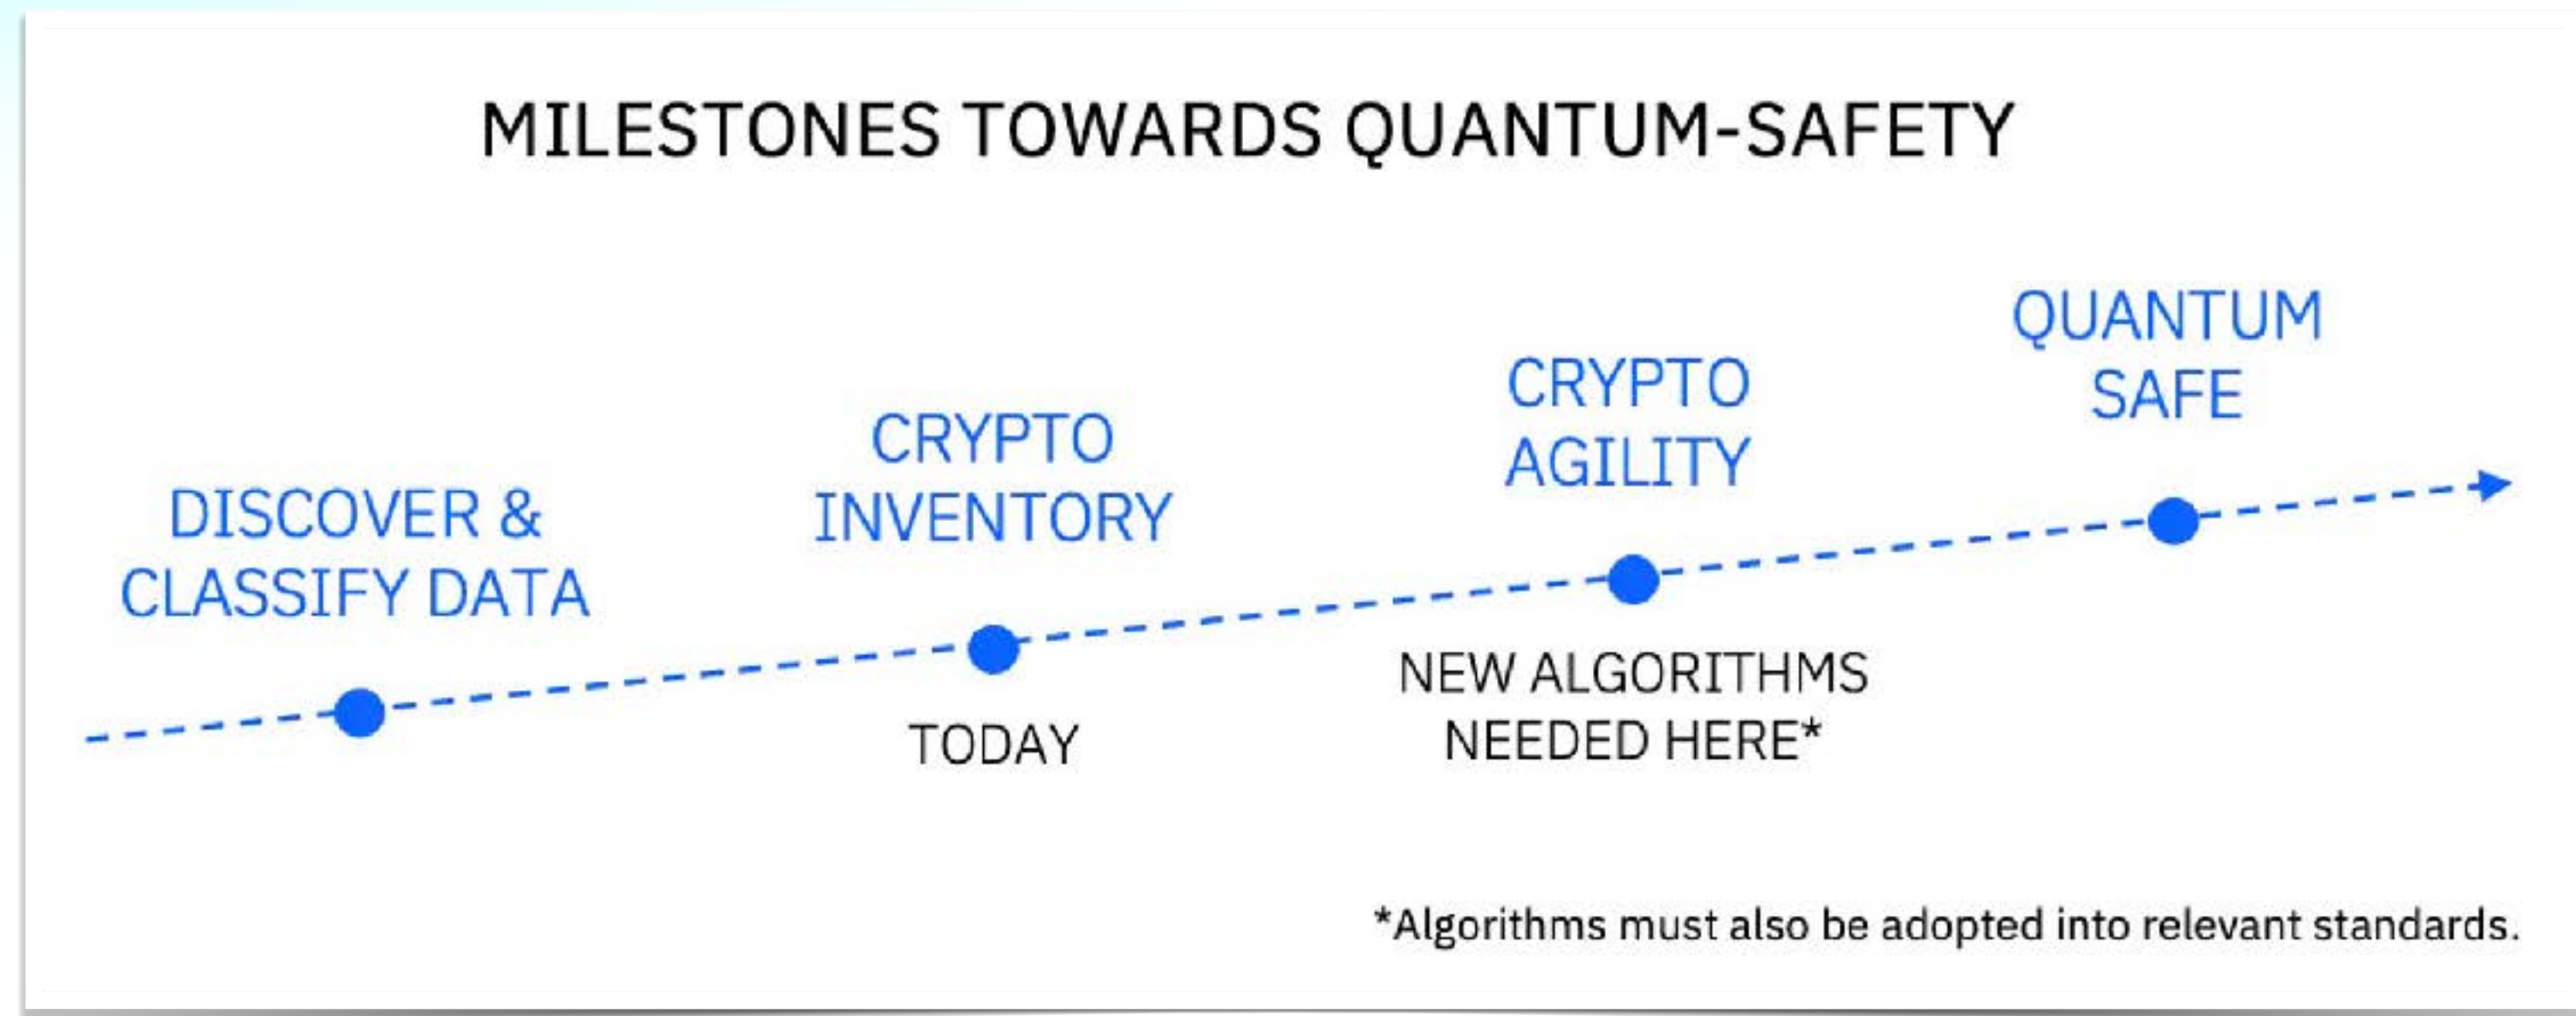 MILESTONES TOWARDS QUANTUM-SAFETY
DISCOVER &
CLASSIFY DATA
CRYPTO
INVENTORY
TODAY
CRYPTO
AGILITY
NEW ALGORITHMS
NEEDED HERE*
QUANTUM
SAFE
*Algorithms must also be adopted into relevant standards.